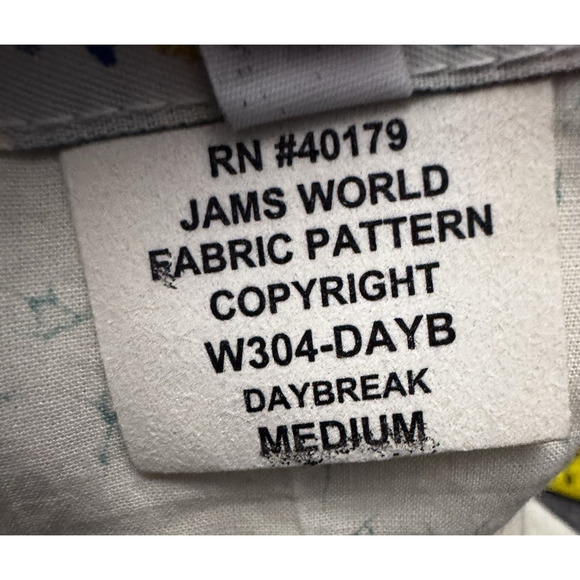 RN #40179
JAMS WORLD
FABRIC PATTERN
COPYRIGHT
W304-DAYB
DAYBREAK
MEDIUM